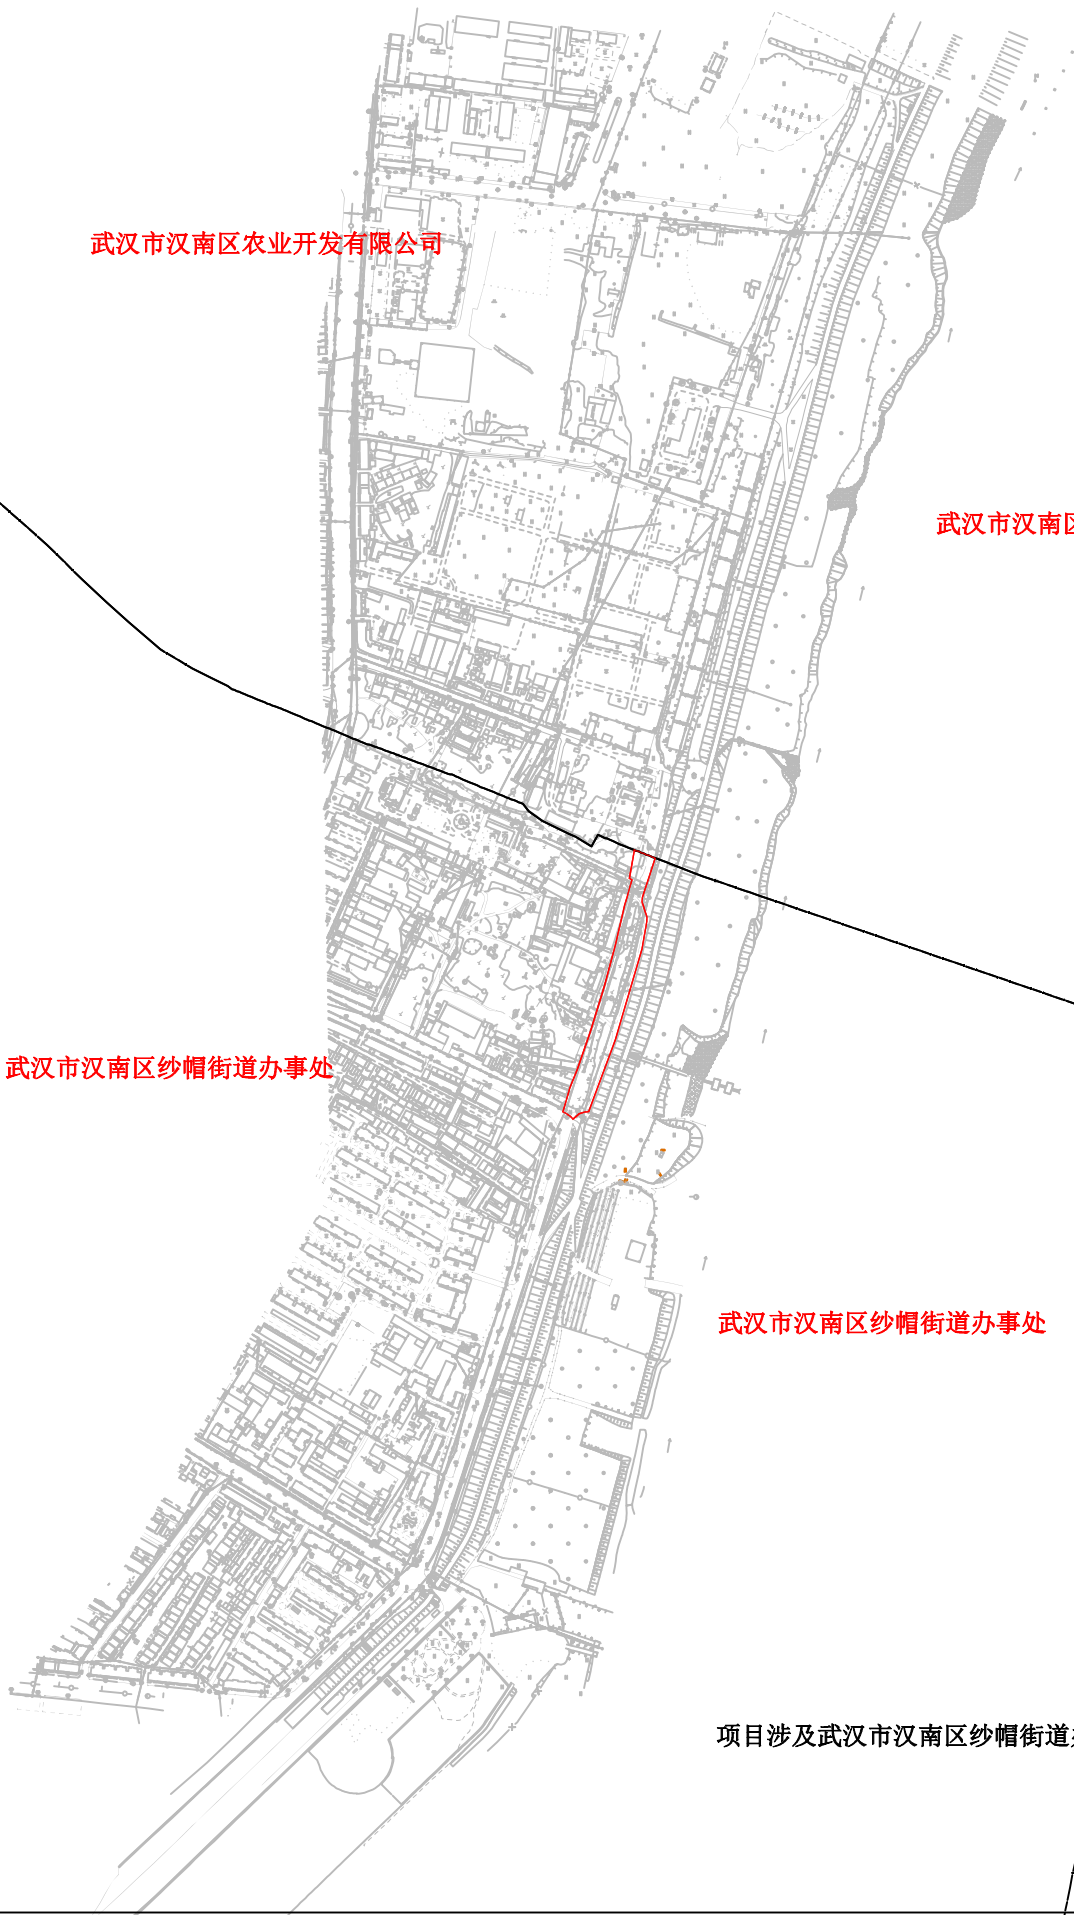 武汉市汉南区农业开发有限公司
武汉市汉南区
武汉市汉南区纱帽街道办事处
武汉市汉南区纱帽街道办事处
项目涉及武汉市汉南区纱帽街道